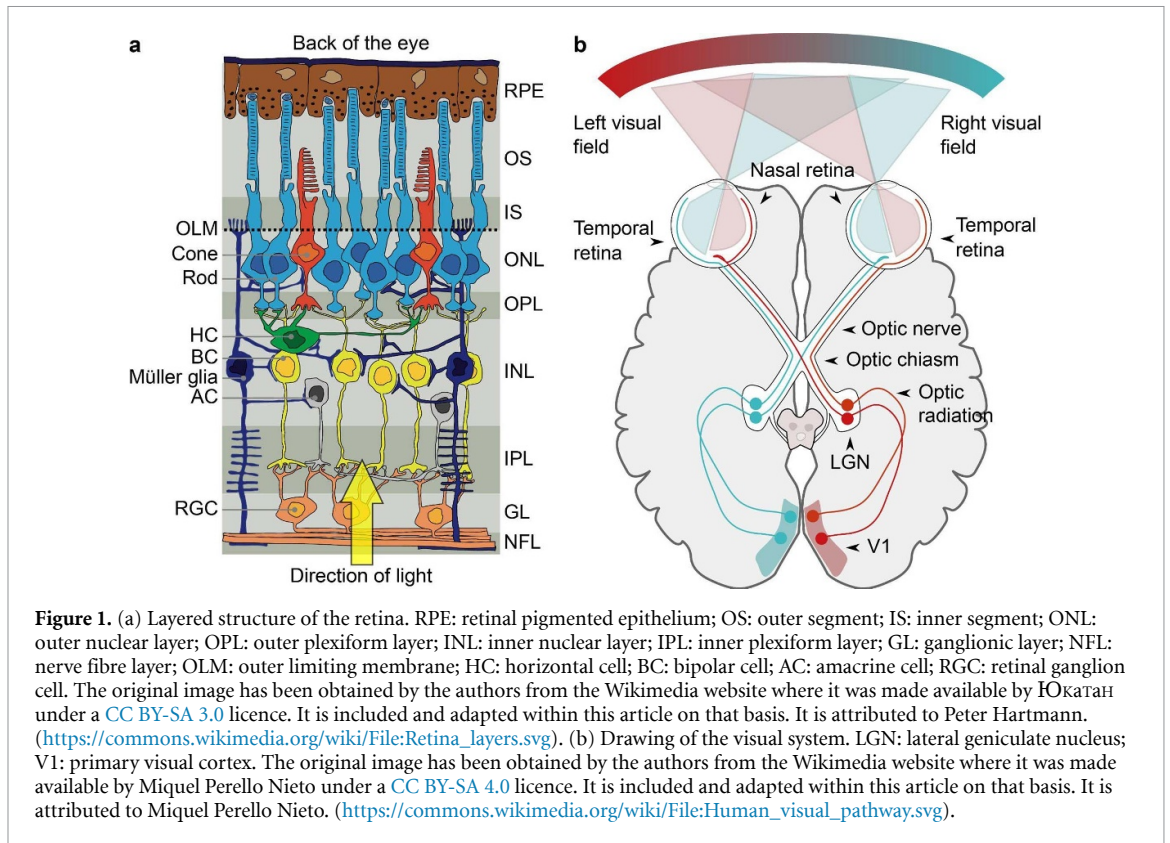 a
Back of the eye
RPE
OS
IS
OLM
Cone
ONL
Rod
OPL
HC
BC
Müller glia
INL
AC
IPL
RGC
GL
NFL
Direction of light
b
Left visual
field
Right visual
field
Nasal retina
Temporal
retina
Temporal
retina
Optic nerve
Optic chiasm
Optic
radiation
LGN
V1
Figure 1. (a) Layered structure of the retina. RPE: retinal pigmented epithelium; OS: outer segment; IS: inner segment; ONL:
outer nuclear layer; OPL: outer plexiform layer; INL: inner nuclear layer; IPL: inner plexiform layer; GL: ganglionic layer; NFL:
nerve fibre layer; OLM: outer limiting membrane; HC: horizontal cell; BC: bipolar cell; AC: amacrine cell; RGC: retinal ganglion
cell. The original image has been obtained by the authors from the Wikimedia website where it was made available by Юкатан
under a CC BY-SA 3.0 licence. It is included and adapted within this article on that basis. It is attributed to Peter Hartmann.
(https://commons.wikimedia.org/wiki/File:Retina_layers.svg). (b) Drawing of the visual system. LGN: lateral geniculate nucleus;
V1: primary visual cortex. The original image has been obtained by the authors from the Wikimedia website where it was made
available by Miquel Perello Nieto under a CC BY-SA 4.0 licence. It is included and adapted within this article on that basis. It is
attributed to Miquel Perello Nieto. (https://commons.wikimedia.org/wiki/File:Human_visual_pathway.svg).